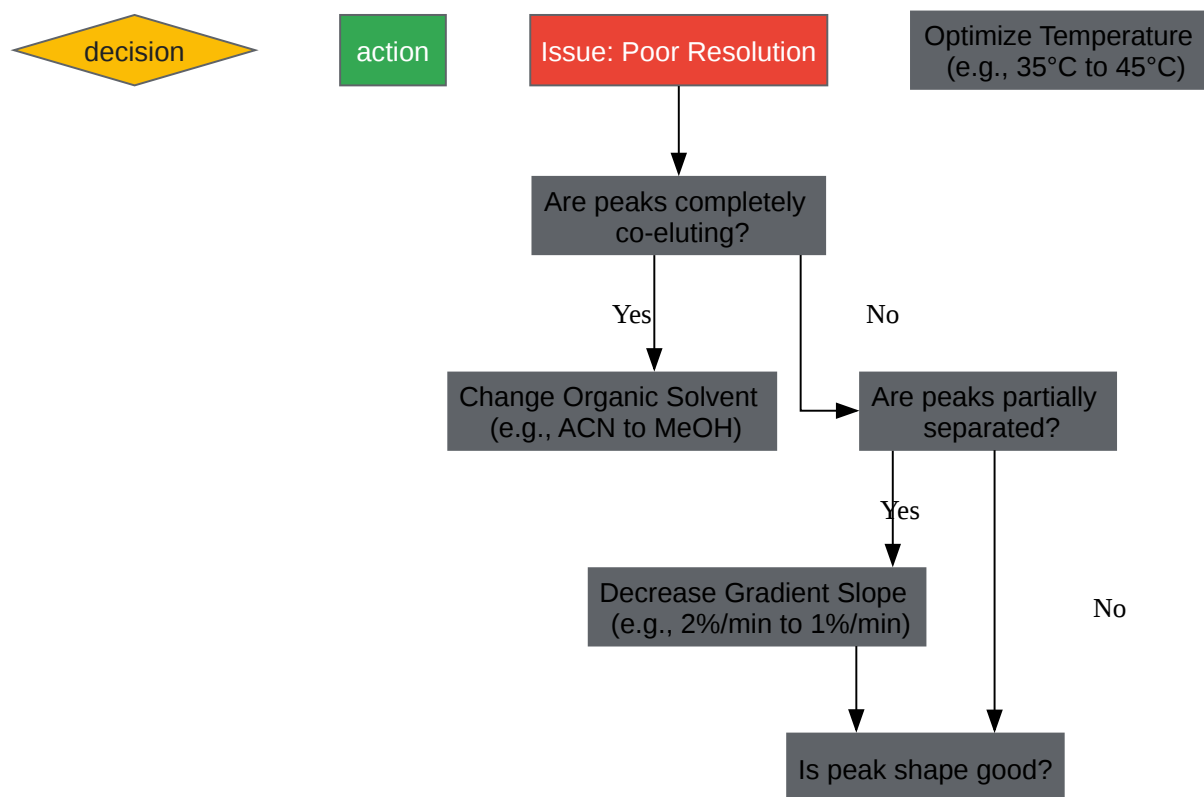 decision
action
Issue: Poor Resolution
Optimize Temperature
(e.g., 35°C to 45°C)
Are peaks completely
co-eluting?
Yes
No
Change Organic Solvent
(e.g., ACN to MeOH)
Are peaks partially
separated?
Yes
Decrease Gradient Slope
(e.g., 2%/min to 1%/min)
No
Is peak shape good?